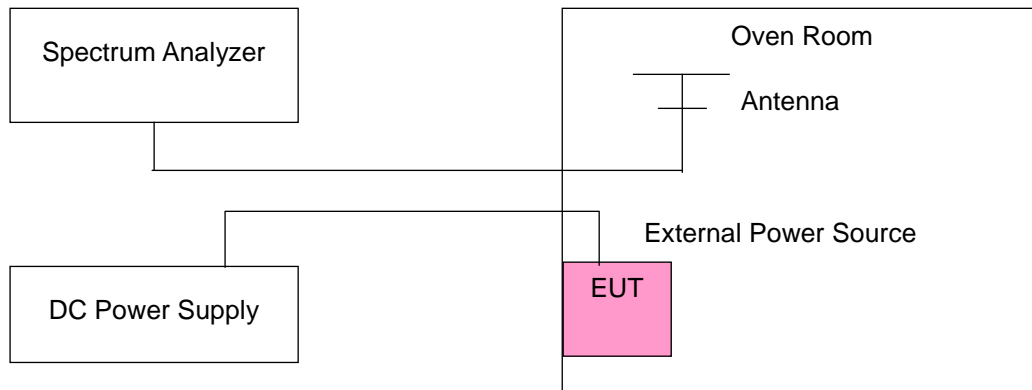 Spectrum Analyzer
Oven Room
Antenna
External Power Source
EUT
DC Power Supply